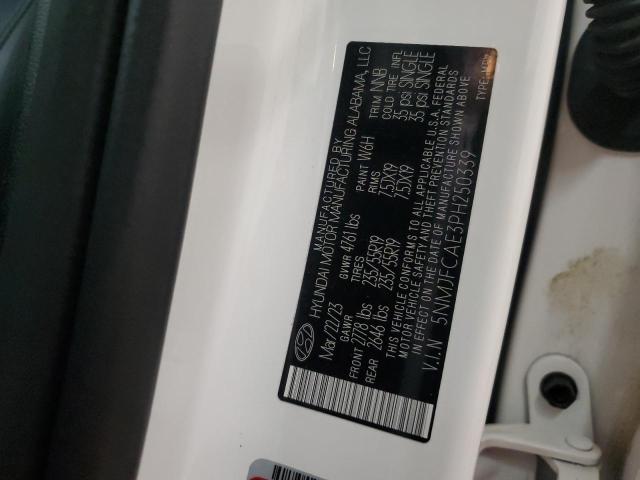 MANUFACTURED BY
HYUNDAI MOTOR MANUFACTURING ALABAMA, LLC
Mar/22/23 GVWR 4761 lbs PAINT W6H TRIM NNB
GAWR TIRES RIMS COLD TIRE INFL
FRONT 2778 lbs 235/55R19 7.5JX19 35 psi SINGLE
REAR 2646 lbs 235/55R19 7.5JX19 35 psi SINGLE
THIS VEHICLE CONFORMS TO ALL APPLICABLE U.S.A. FEDERAL
MOTOR VEHICLE SAFETY AND THEFT PREVENTION STANDARDS
IN EFFECT ON THE DATE OF MANUFACTURE SHOWN ABOVE
V.I.N 5NMJFCAE3PH250339
TYPE: